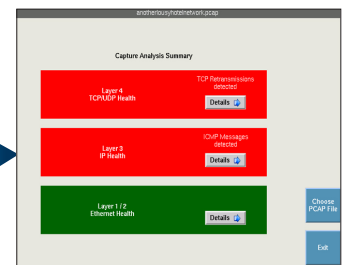 anotherlousyhotelnetwork.pcap
Capture Analysis Summary
Layer 4
TCP/UDP Health
TCP Retransmissions
detected
Details
Layer 3
IP Health
ICMP Messages
detected
Details
Layer 1 / 2
Ethernet Health
Details
Choose
PCAP File
Exit